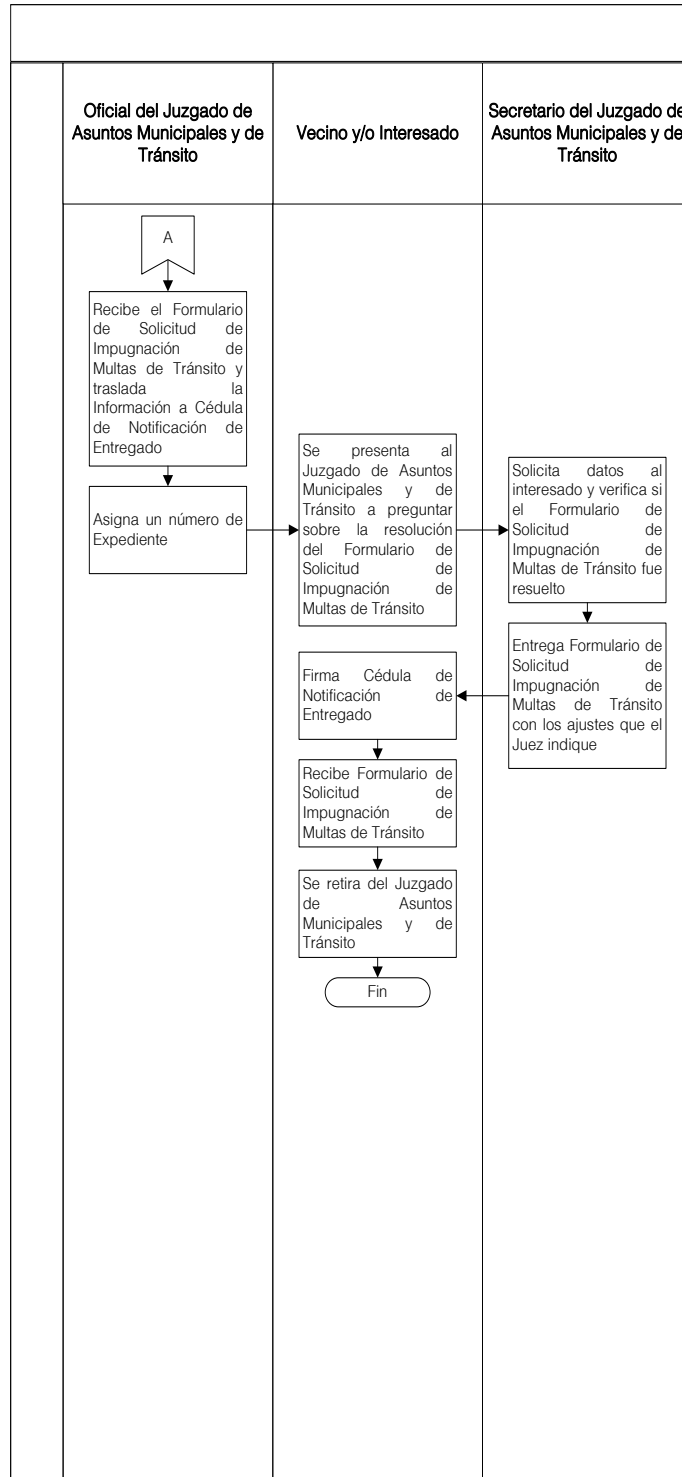 Oficial del Juzgado de
Asuntos Municipales y de
Tránsito
Vecino y/o Interesado
Secretario del Juzgado de
Asuntos Municipales y de
Tránsito
A
Recibe el Formulario
de Solicitud de
Impugnación de
Multas de Tránsito y
traslada la
Información a Cédula
de Notificación de
Entregado
Asigna un número de
Expediente
Se presenta al
Juzgado de Asuntos
Municipales y de
Tránsito a preguntar
sobre la resolución
del Formulario de
Solicitud de
Impugnación de
Multas de Tránsito
Solicita datos al
interesado y verifica si
el Formulario de
Solicitud de
Impugnación de
Multas de Tránsito fue
resuelto
Entrega Formulario de
Solicitud de
Impugnación de
Multas de Tránsito
con los ajustes que el
Juez indique
Firma Cédula de
Notificación de
Entregado
Recibe Formulario de
Solicitud de
Impugnación de
Multas de Tránsito
Se retira del Juzgado
de Asuntos
Municipales y de
Tránsito
Fin